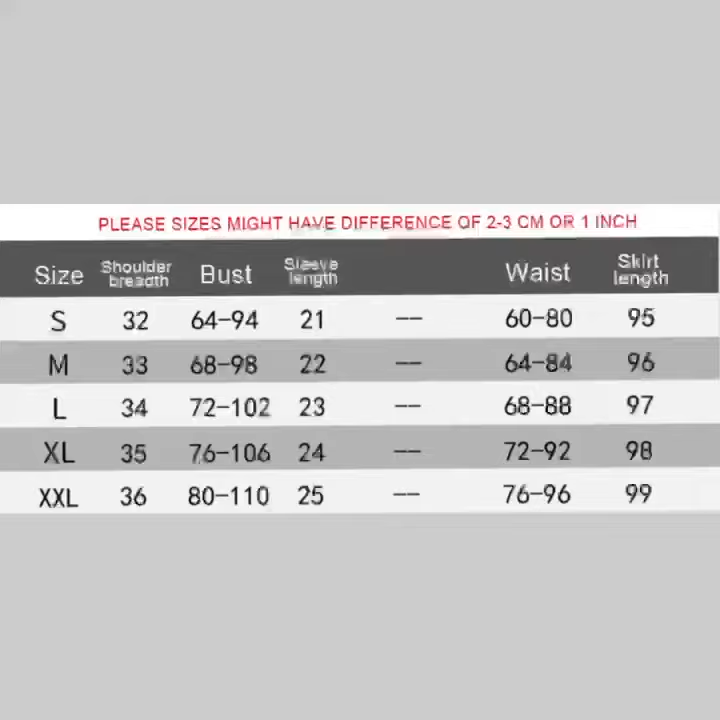 PLEASE SIZES MIGHT HAVE DIFFERENCE OF 2-3 CM OR 1 INCH
Size Shoulder breadth Bust Sleeve length Waist Skirt length
S 32 64-94 21 -- 60-80 95
M 33 68-98 22 -- 64-84 96
L 34 72-102 23 -- 68-88 97
XL 35 76-106 24 -- 72-92 98
XXL 36 80-110 25 -- 76-96 99